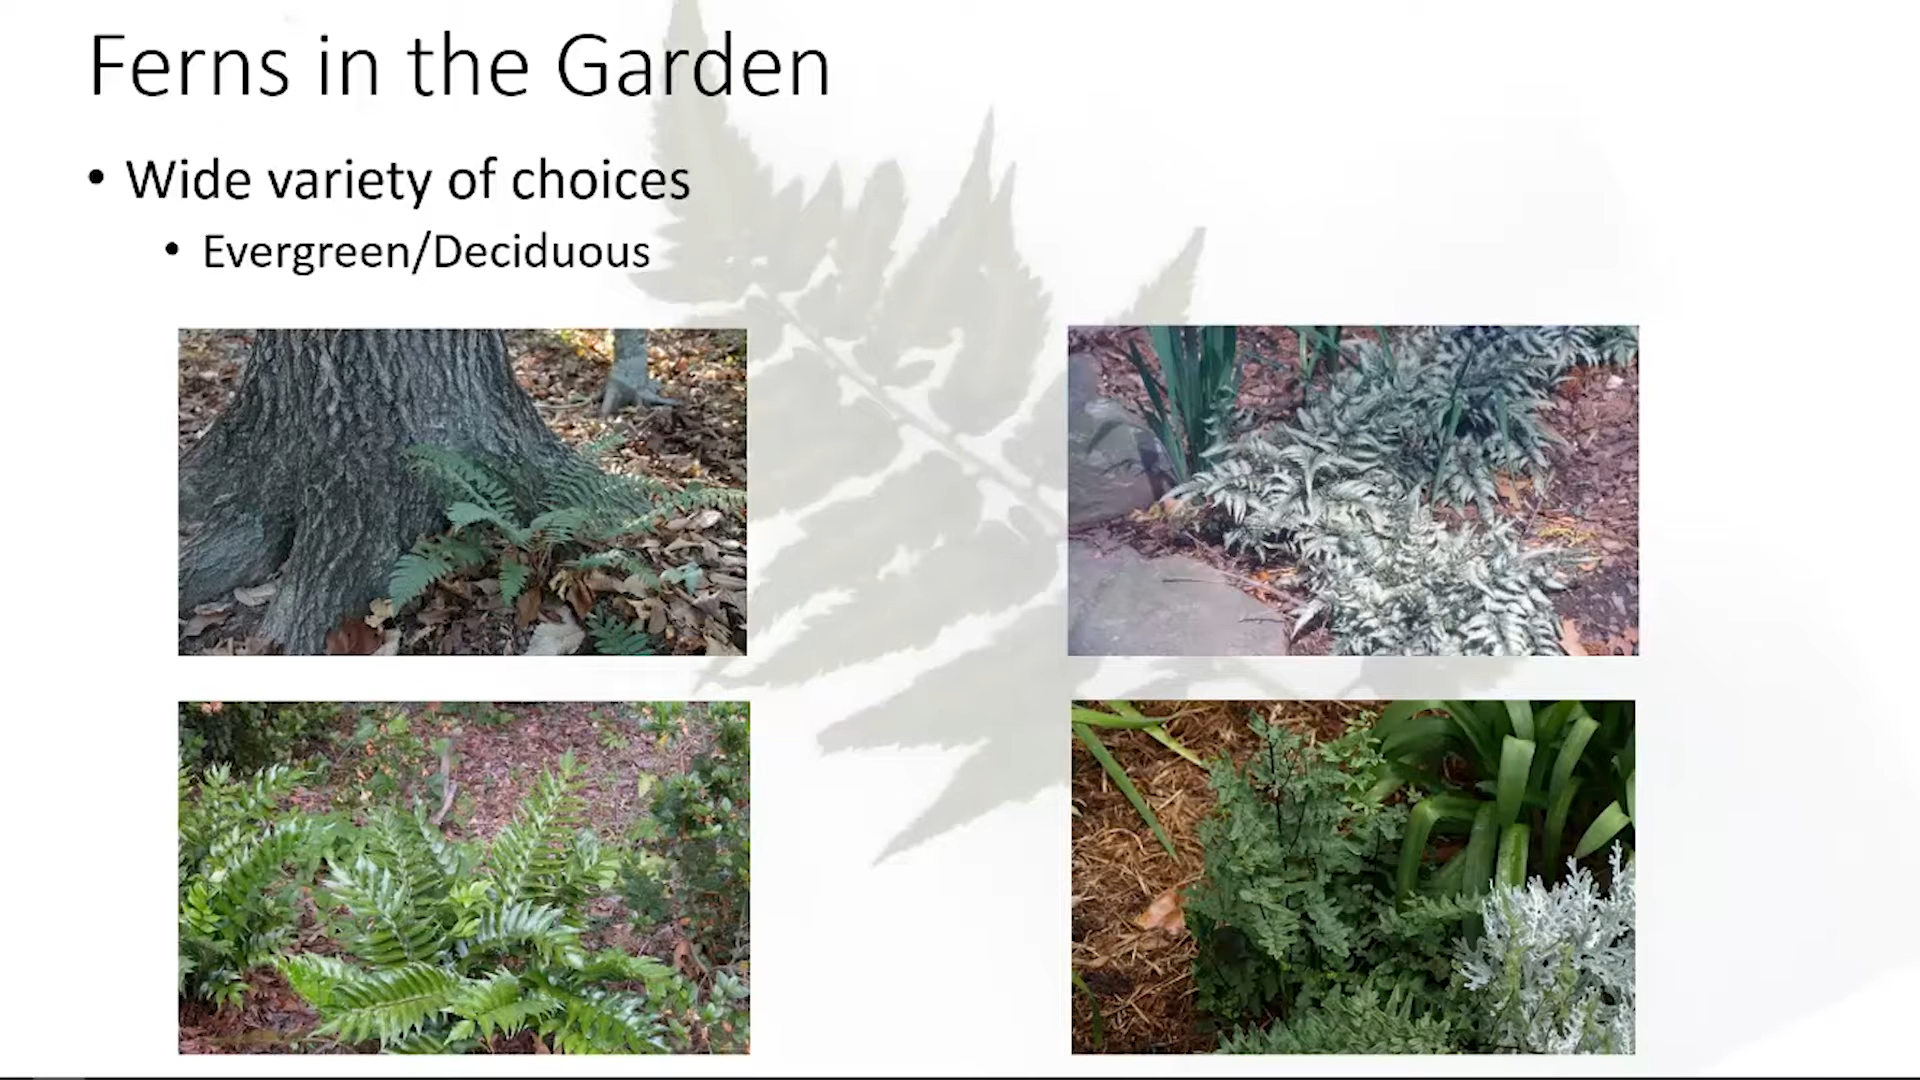 Ferns in the Garden
• Wide variety of choices
• Evergreen/Deciduous